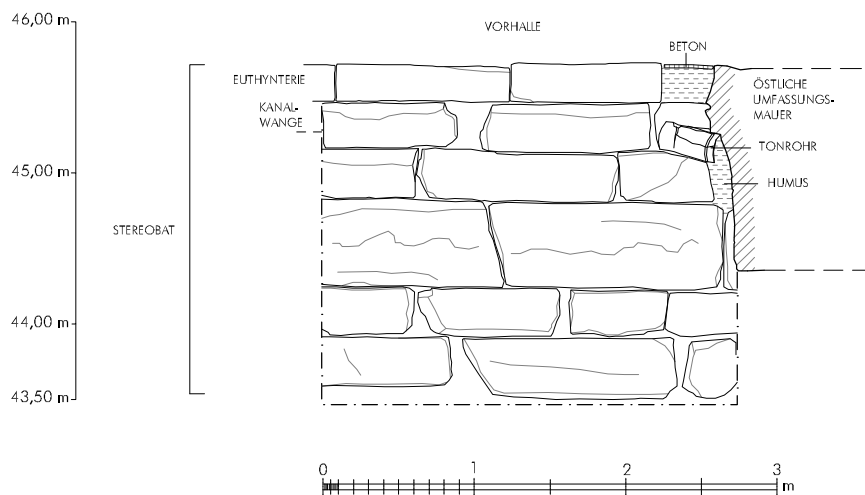 46,00 m
VORHALLE
BETON
EUTHYNTERIE
ÖSTLICHE
UMFASSUNGS-
MAUER
KANAL-
WANGE
TONROHR
45,00 m
HUMUS
STEREOBAT
44,00 m
43,50 m
0 1 2 3
m